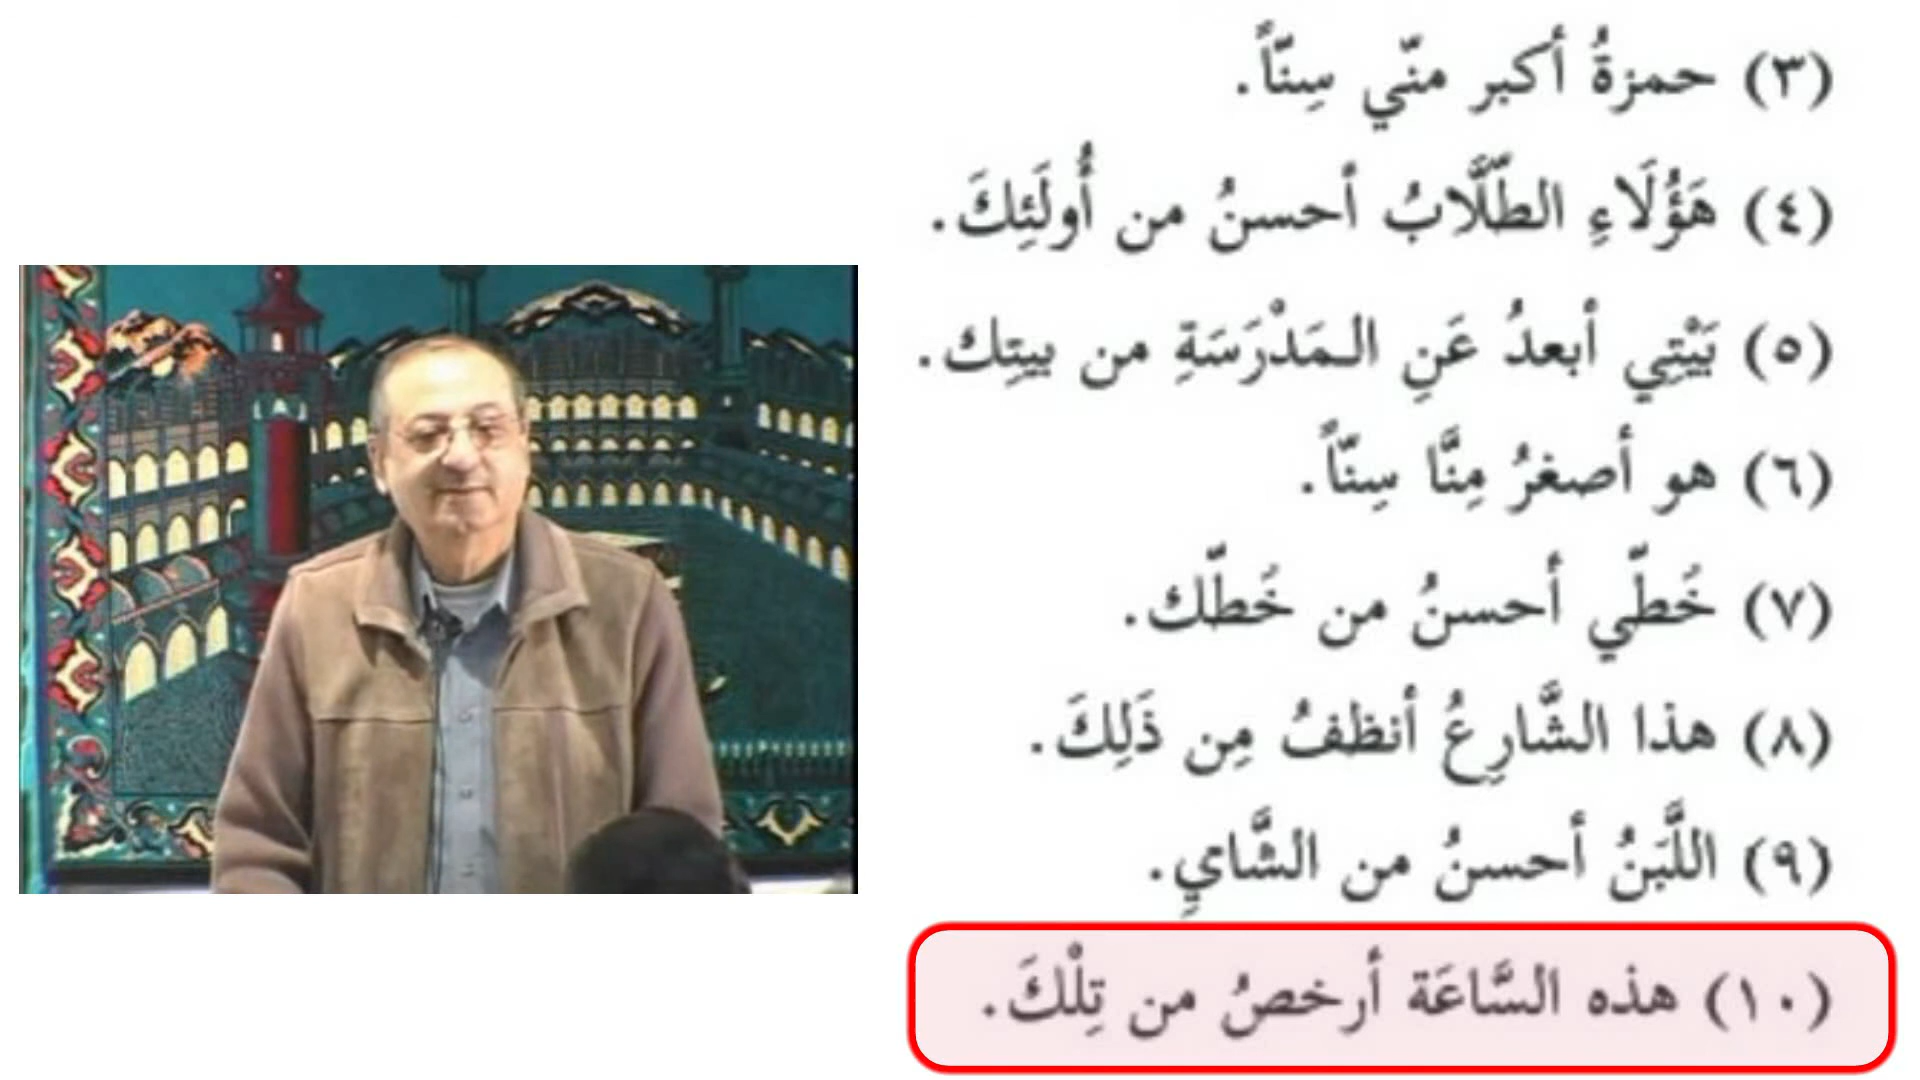 (٣) حمزةُ أكبر منّي سِنّاً.
(٤) هَؤُلَاءِ الطّلَّابُ أحسنُ من أُولَئِكَ.
(٥) بَيْتِي أبعدُ عَنِ الـمَدْرَسَةِ من بيتِك.
(٦) هو أصغرُ مِنَّا سِنّاً.
(٧) خَطّي أحسنُ من خَطّك.
(٨) هذا الشَّارِعُ أنظفُ مِن ذَلِكَ.
(٩) اللَّبَنُ أحسنُ من الشَّايِ.
(١٠) هذه السَّاعَة أرخصُ من تِلْكَ.